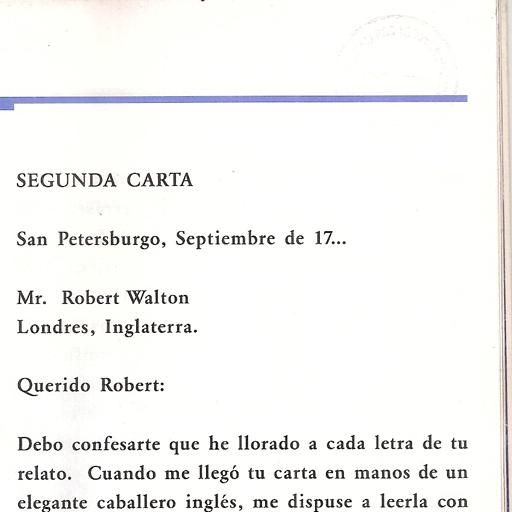 SEGUNDA CARTA
San Petersburgo, Septiembre de 17...
Mr. Robert Walton
Londres, Inglaterra.
Querido Robert:
Debo confesarte que he llorado a cada letra de tu
relato. Cuando me llegó tu carta en manos de un
elegante caballero inglés, me dispuse a leerla con